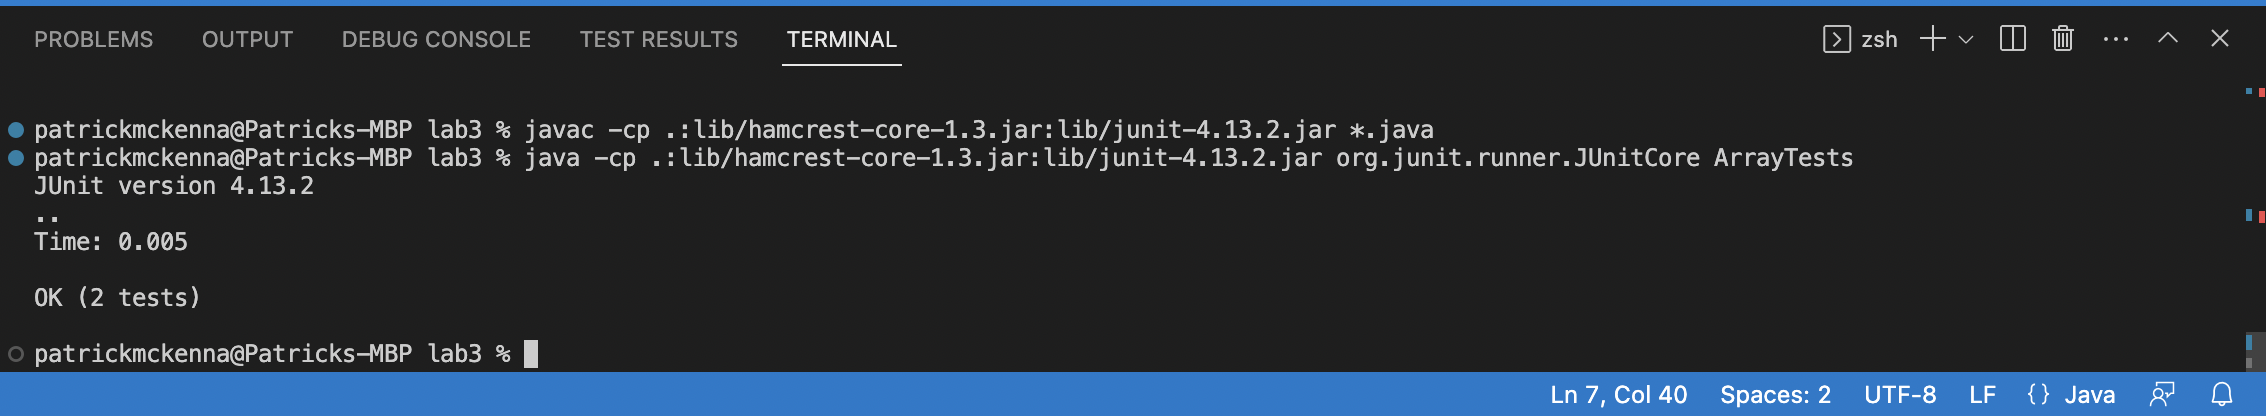 PROBLEMS OUTPUT DEBUG CONSOLE TEST RESULTS TERMINAL zsh
patrickmckenna@Patricks-MBP lab3 % javac -cp .:lib/hamcrest-core-1.3.jar:lib/junit-4.13.2.jar *.java
patrickmckenna@Patricks-MBP lab3 % java -cp .:lib/hamcrest-core-1.3.jar:lib/junit-4.13.2.jar org.junit.runner.JUnitCore ArrayTests
JUnit version 4.13.2
..
Time: 0.005
OK (2 tests)
patrickmckenna@Patricks-MBP lab3 %
Ln 7, Col 40 Spaces: 2 UTF-8 LF {} Java